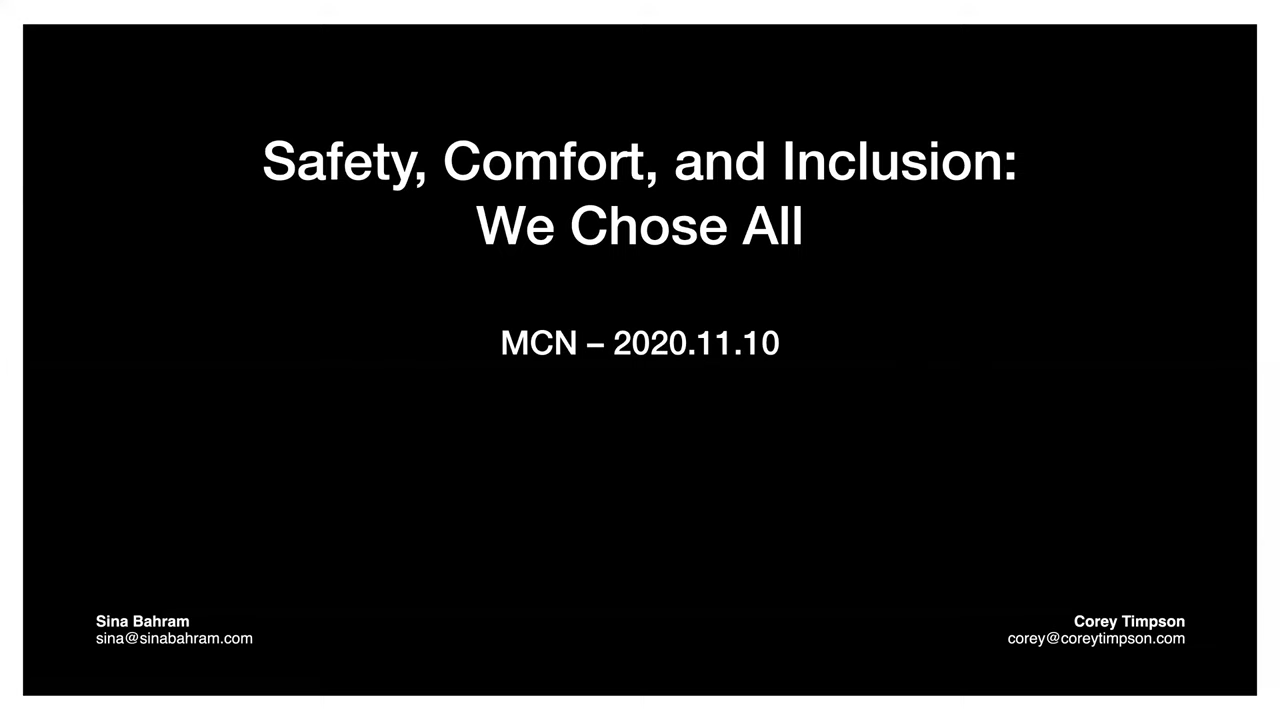 Safety, Comfort, and Inclusion:
We Chose All
MCN – 2020.11.10
Sina Bahram
sina@sinabahram.com
Corey Timpson
corey@coreytimpson.com